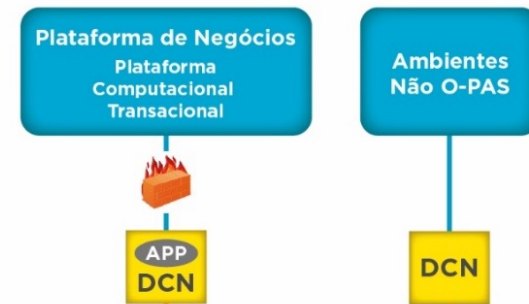 Plataforma de Negócios
Plataforma
Computacional
Transacional
Ambientes
Não O-PAS
APP
DCN
DCN